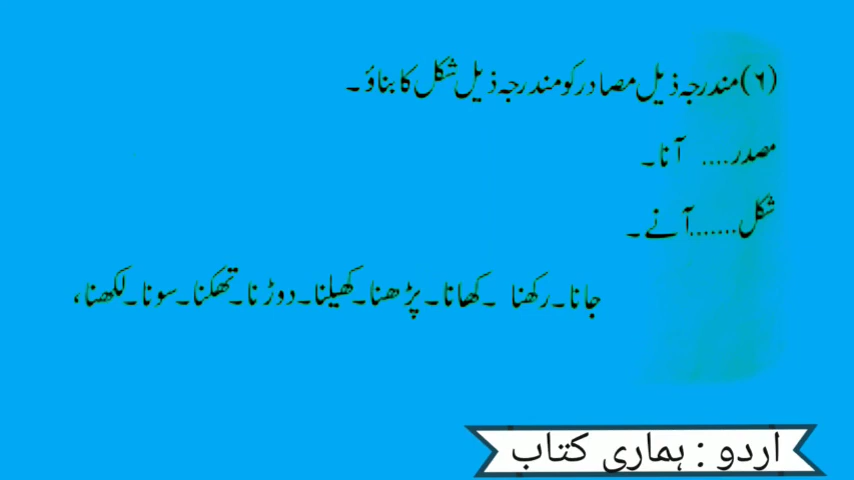 (۶) مندرجہ ذیل مصادر کو مندرجہ ذیل شکل کا بناؤ۔
مصدر .... آنا۔
شکل.......آنے۔
جانا۔رکھنا ۔کھانا۔پڑھنا۔کھیلنا۔دوڑنا۔تھکنا۔سونا۔لکھنا،
اردو : ہماری کتاب